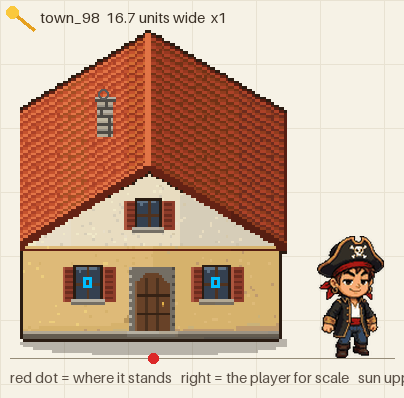 town_98 16.7 units wide x1
red dot = where it stands right = the player for scale sun upp